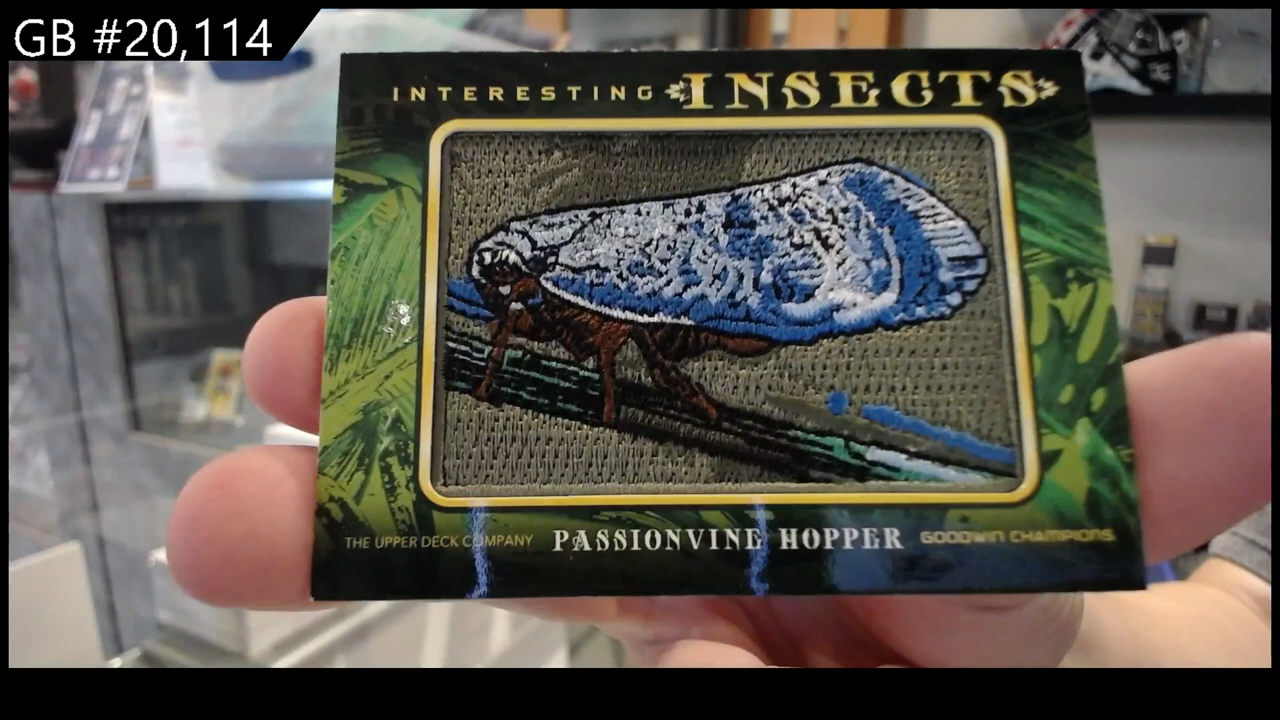 GB #20,114
INTERESTING INSECTS
THE UPPER DECK COMPANY PASSIONVINE HOPPER GOODWIN CHAMPIONS